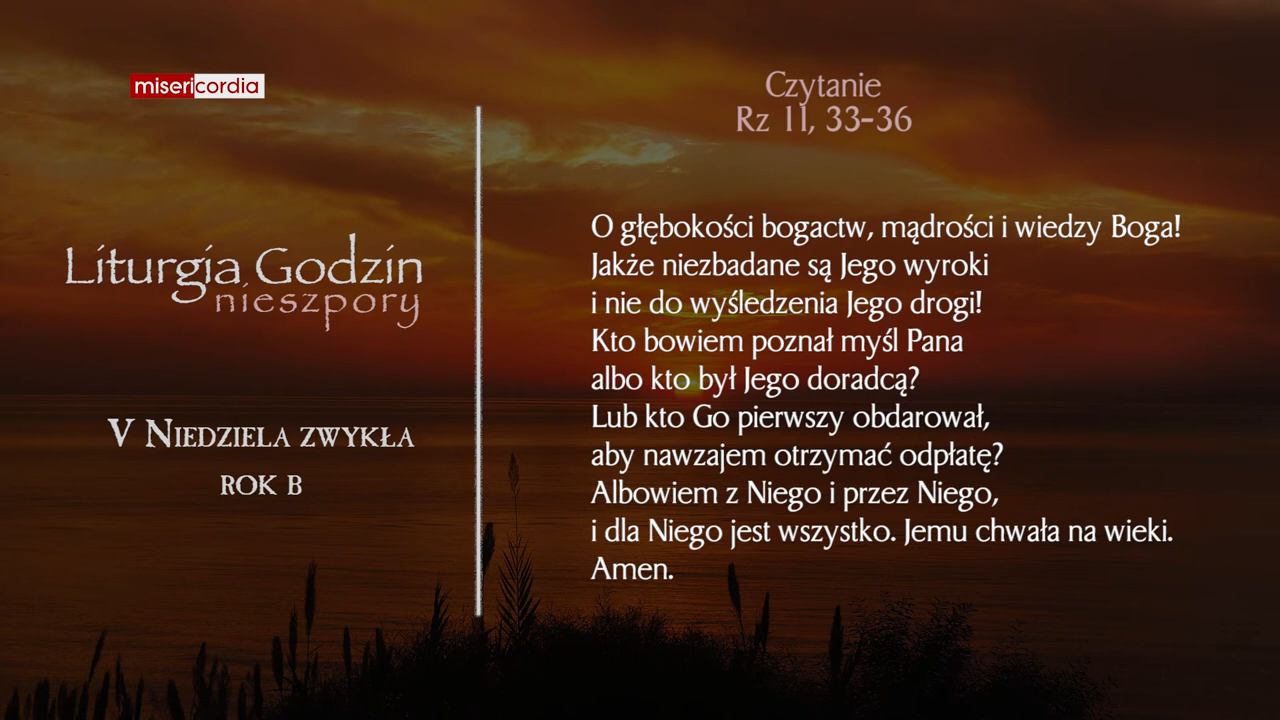 misericordia
Liturgia Godzin
nieszpory
V Niedziela zwykła
rok B
Czytanie
Rz 11, 33-36
O głębokości bogactw, mądrości i wiedzy Boga!
Jakże niezbadane są Jego wyroki
i nie do wyśledzenia Jego drogi!
Kto bowiem poznał myśl Pana
albo kto był Jego doradcą?
Lub kto Go pierwszy obdarował,
aby nawzajem otrzymać odpłatę?
Albowiem z Niego i przez Niego,
i dla Niego jest wszystko. Jemu chwała na wieki.
Amen.